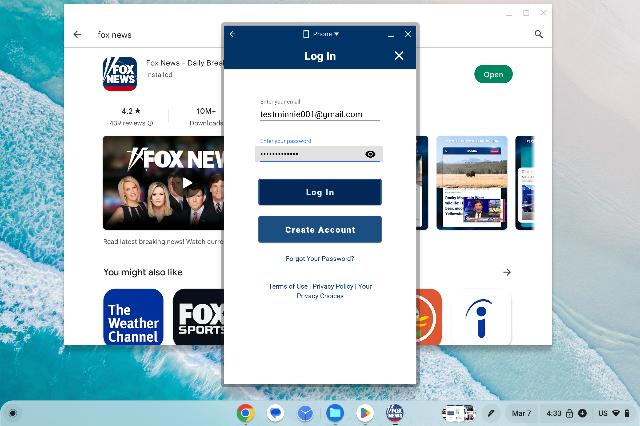 fox news
Fox News – Daily Brea
Installed
Open
4.2 ★
439 reviews
10M+
Downloads
FOX NEWS
FOX NEW
Read latest breaking news! Watch curre
You might also like
The
Weather
Channel
FOX
SPORTS
i
Phone
Log In
Enter your email
testminnie001@gmail.com
Enter your password
•••••••••••••
Log In
Create Account
Forgot Your Password?
Terms of Use | Privacy Policy | Your
Privacy Choices
FOX
NEWS
Mar 7
4:33
US